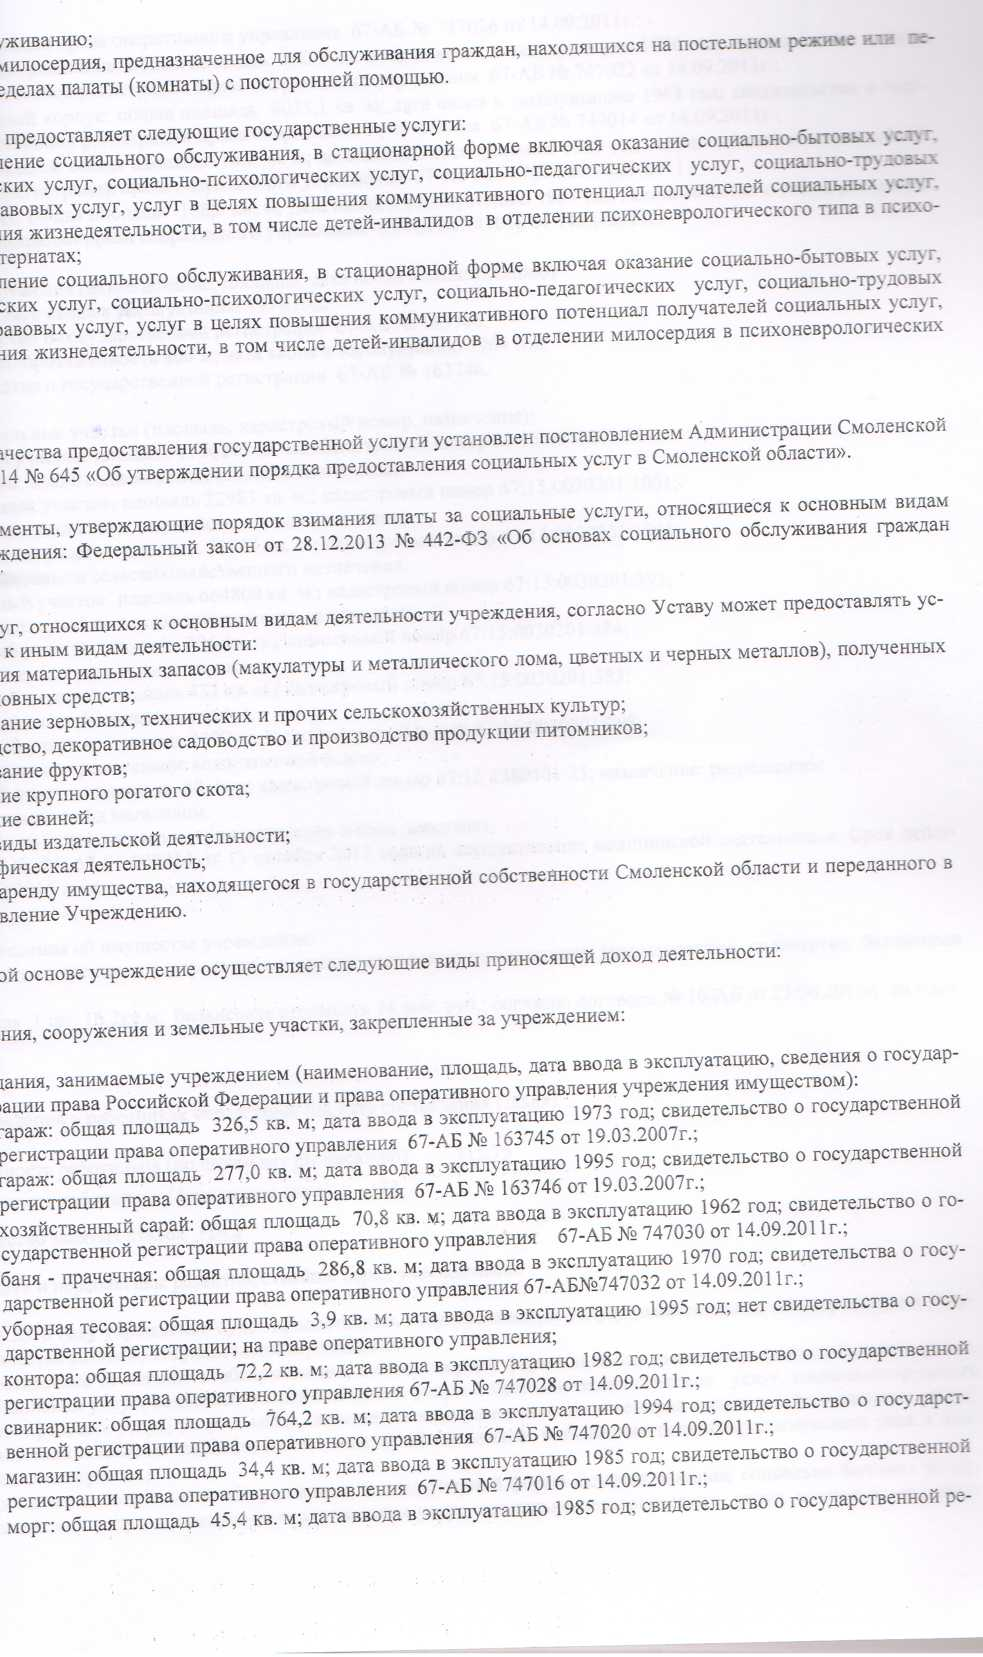 уживанию;
милосердия, предназначенное для обслуживания граждан, находящихся на постельном режиме или пе-
еделах палаты (комнаты) с посторонней помощью.
предоставляет следующие государственные услуги:
ление социального обслуживания, в стационарной форме включая оказание социально-бытовых услуг,
ских услуг, социально-психологических услуг, социально-педагогических услуг, социально-трудовых
авовых услуг, услуг в целях повышения коммуникативного потенциал получателей социальных услуг,
ния жизнедеятельности, в том числе детей-инвалидов в отделении психоневрологического типа в психо-
тернатах;
ление социального обслуживания, в стационарной форме включая оказание социально-бытовых услуг,
ских услуг, социально-психологических услуг, социально-педагогических услуг, социально-трудовых
равовых услуг, услуг в целях повышения коммуникативного потенциал получателей социальных услуг,
ния жизнедеятельности, в том числе детей-инвалидов в отделении милосердия в психоневрологических
ачества предоставления государственной услуги установлен постановлением Администрации Смоленской
14 № 645 «Об утверждении порядка предоставления социальных услуг в Смоленской области».
менты, утверждающие порядок взимания платы за социальные услуги, относящиеся к основным видам
ждения: Федеральный закон от 28.12.2013 № 442-ФЗ «Об основах социального обслуживания граждан
уг, относящихся к основным видам деятельности учреждения, согласно Уставу может предоставлять ус-
к иным видам деятельности:
ия материальных запасов (макулатуры и металлического лома, цветных и черных металлов), полученных
новных средств;
вание зерновых, технических и прочих сельскохозяйственных культур;
дство, декоративное садоводство и производство продукции питомников;
вание фруктов;
ние крупного рогатого скота;
ние свиней;
виды издательской деятельности;
фическая деятельность;
аренду имущества, находящегося в государственной собственности Смоленской области и переданного в
авление Учреждению.
ой основе учреждение осуществляет следующие виды приносящей доход деятельности:
ения, сооружения и земельные участки, закрепленные за учреждением:
дания, занимаемые учреждением (наименование, площадь, дата ввода в эксплуатацию, сведения о государ-
рации права Российской Федерации и права оперативного управления учреждения имуществом):
гараж: общая площадь 326,5 кв. м; дата ввода в эксплуатацию 1973 год; свидетельство о государственной
регистрации права оперативного управления 67-АБ № 163745 от 19.03.2007г.;
гараж: общая площадь 277,0 кв. м; дата ввода в эксплуатацию 1995 год; свидетельство о государственной
регистрации права оперативного управления 67-АБ № 163746 от 19.03.2007г.;
хозяйственный сарай: общая площадь 70,8 кв. м; дата ввода в эксплуатацию 1962 год; свидетельство о го-
сударственной регистрации права оперативного управления 67-АБ № 747030 от 14.09.2011г.;
баня - прачечная: общая площадь 286,8 кв. м; дата ввода в эксплуатацию 1970 год; свидетельства о госу-
дарственной регистрации права оперативного управления 67-АБ№747032 от 14.09.2011г.;
уборная тесовая: общая площадь 3,9 кв. м; дата ввода в эксплуатацию 1995 год; нет свидетельства о госу-
дарственной регистрации; на праве оперативного управления;
контора: общая площадь 72,2 кв. м; дата ввода в эксплуатацию 1982 год; свидетельство о государственной
регистрации права оперативного управления 67-АБ № 747028 от 14.09.2011г.;
свинарник: общая площадь 764,2 кв. м; дата ввода в эксплуатацию 1994 год; свидетельство о государст-
венной регистрации права оперативного управления 67-АБ № 747020 от 14.09.2011г.;
магазин: общая площадь 34,4 кв. м; дата ввода в эксплуатацию 1985 год; свидетельство о государственной
регистрации права оперативного управления 67-АБ № 747016 от 14.09.2011г.;
морг: общая площадь 45,4 кв. м; дата ввода в эксплуатацию 1985 год; свидетельство о государственной ре-